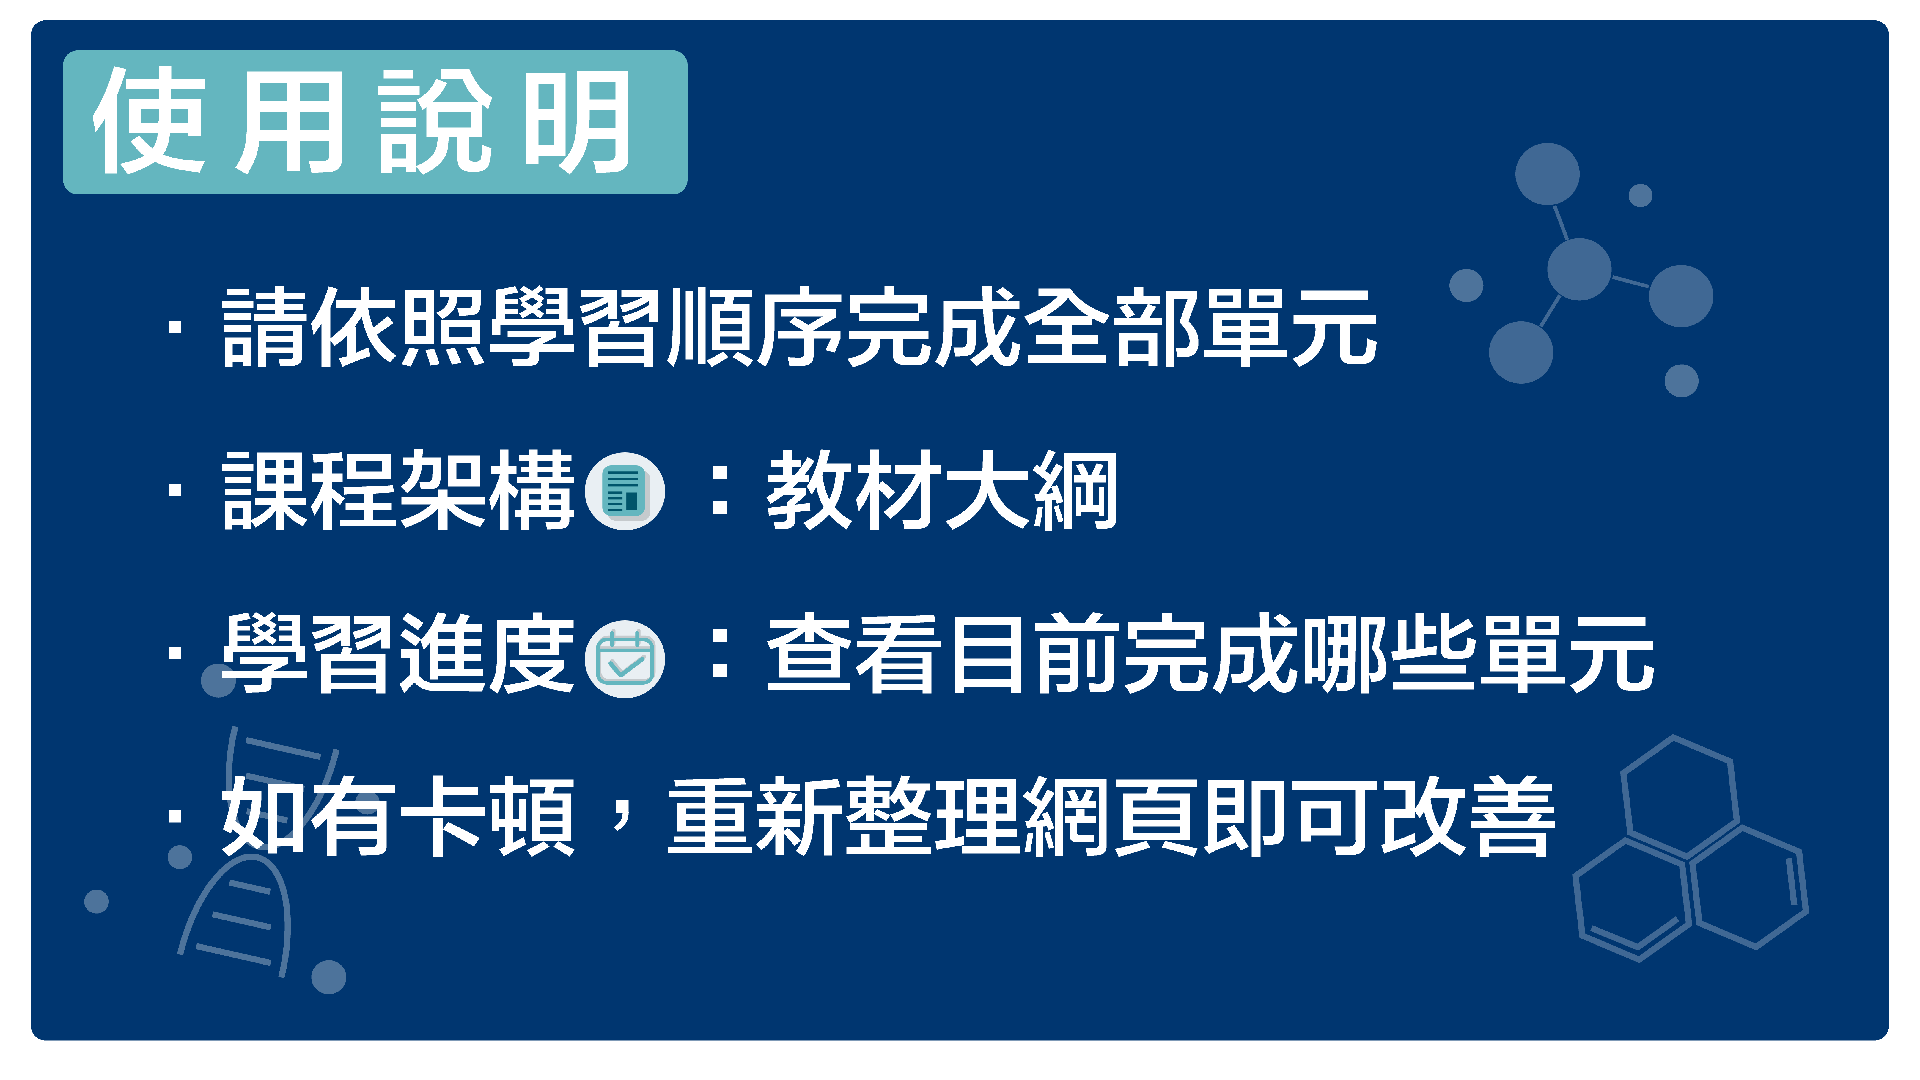 使用說明
· 請依照學習順序完成全部單元
· 課程架構 ：教材大綱
· 學習進度 ：查看目前完成哪些單元
· 如有卡頓，重新整理網頁即可改善